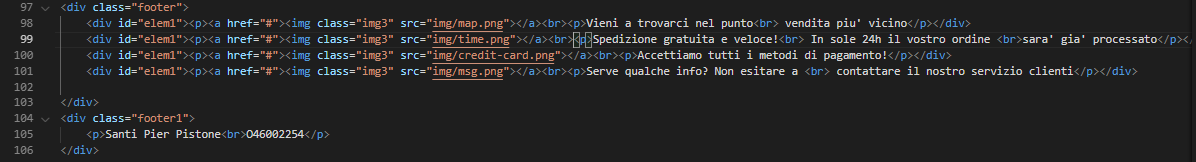 97 <div class="footer">
98 <div id="elem1"><p><a href="#"><img class="img3" src="img/map.png"></a><br><p>Vieni a trovarci nel punto<br> vendita piu' vicino</p></div>
99 <div id="elem1"><p><a href="#"><img class="img3" src="img/time.png"></a><br><p>Spedizione gratuita e veloce!<br> In sole 24h il vostro ordine <br>sara' gia' processato</p><
100 <div id="elem1"><p><a href="#"><img class="img3" src="img/credit-card.png"></a><br><p>Accettiamo tutti i metodi di pagamento!</p></div>
101 <div id="elem1"><p><a href="#"><img class="img3" src="img/msg.png"></a><br><p>Serve qualche info? Non esitare a <br> contattare il nostro servizio clienti</p></div>
102
103 </div>
104 <div class="footer1">
105 <p>Santi Pier Pistone<br>O46002254</p>
106 </div>